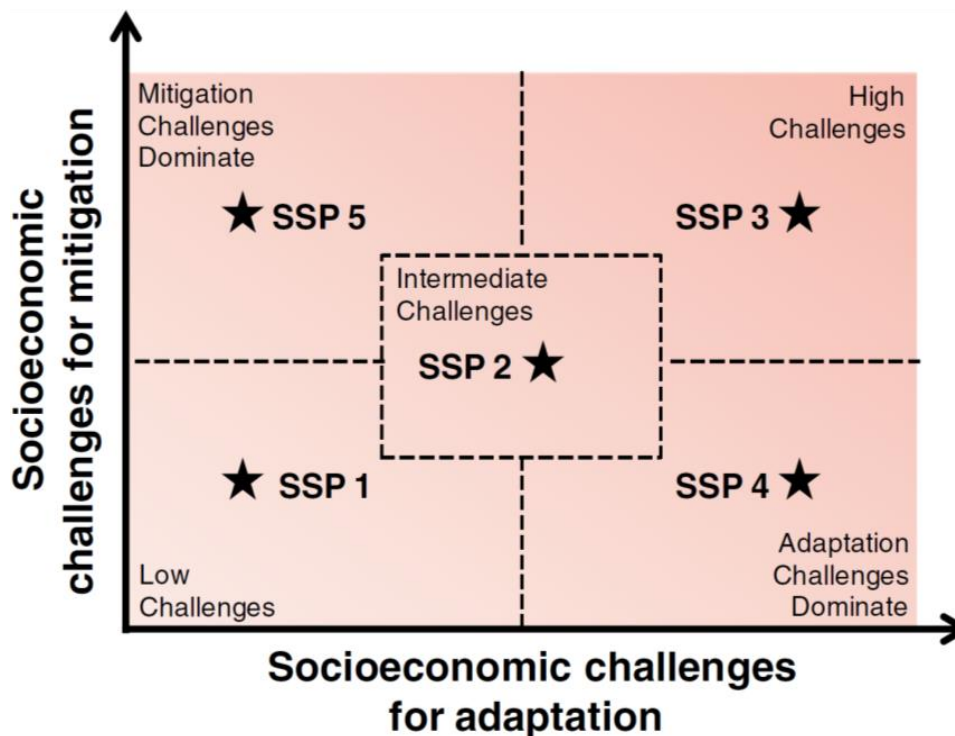 Socioeconomic
challenges for mitigation
Mitigation
Challenges
Dominate
High
Challenges
SSP 5
SSP 3
Intermediate
Challenges
SSP 2
SSP 1
SSP 4
Low
Challenges
Adaptation
Challenges
Dominate
Socioeconomic challenges
for adaptation